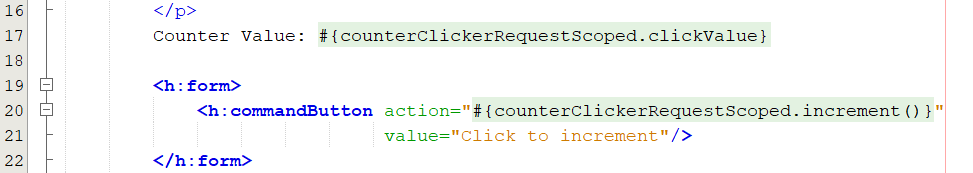 16 </p>
17 Counter Value: #{counterClickerRequestScoped.clickValue}
18
19 <h:form>
20 <h:commandButton action="#{counterClickerRequestScoped.increment()}"
21 value="Click to increment"/>
22 </h:form>